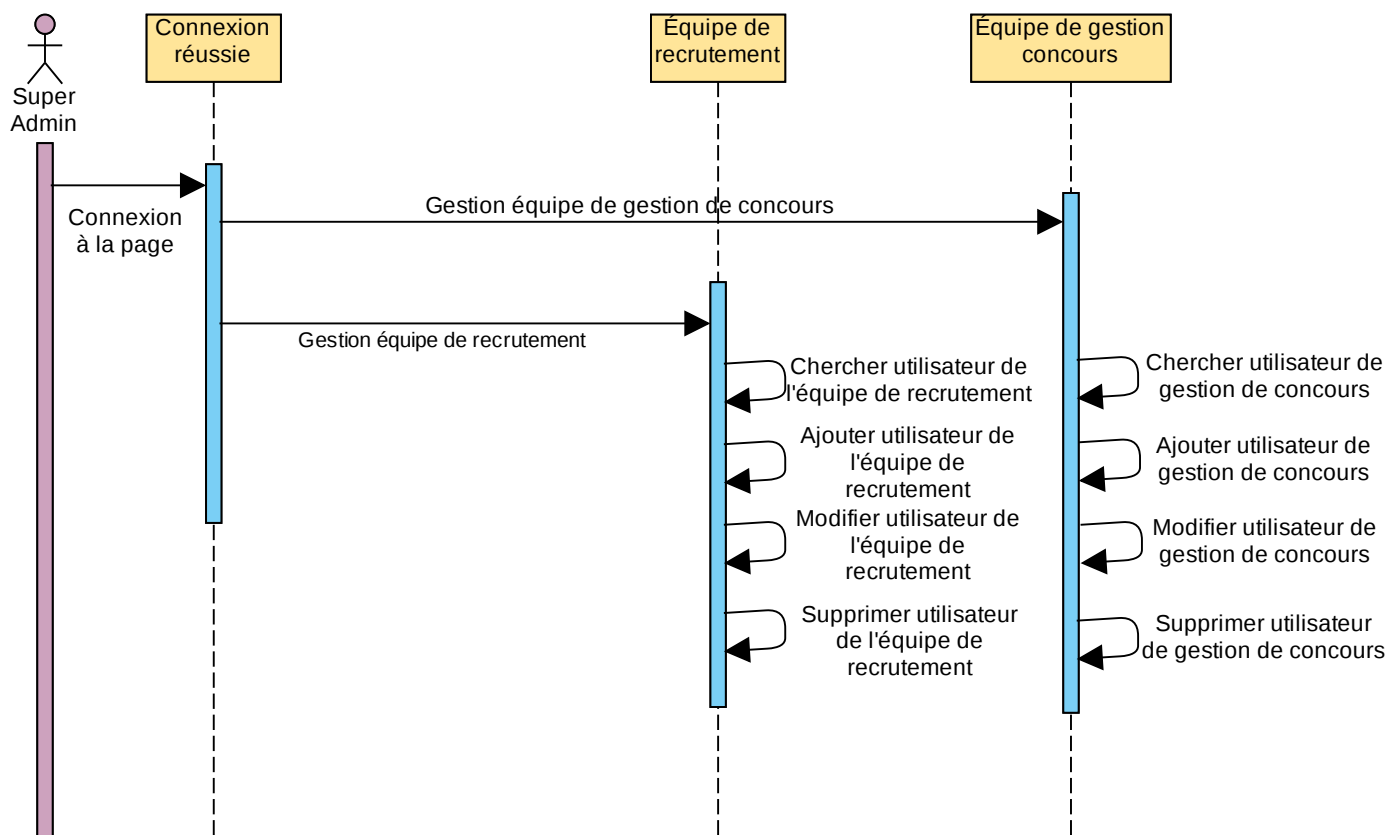 Super
Admin
Connexion
réussie
Équipe de
recrutement
Équipe de gestion
concours
Connexion
à la page
Gestion équipe de gestion de concours
Gestion équipe de recrutement
Chercher utilisateur de
l'équipe de recrutement
Ajouter utilisateur de
l'équipe de
recrutement
Modifier utilisateur de
l'équipe de
recrutement
Supprimer utilisateur
de l'équipe de
recrutement
Chercher utilisateur de
gestion de concours
Ajouter utilisateur de
gestion de concours
Modifier utilisateur de
gestion de concours
Supprimer utilisateur
de gestion de concours